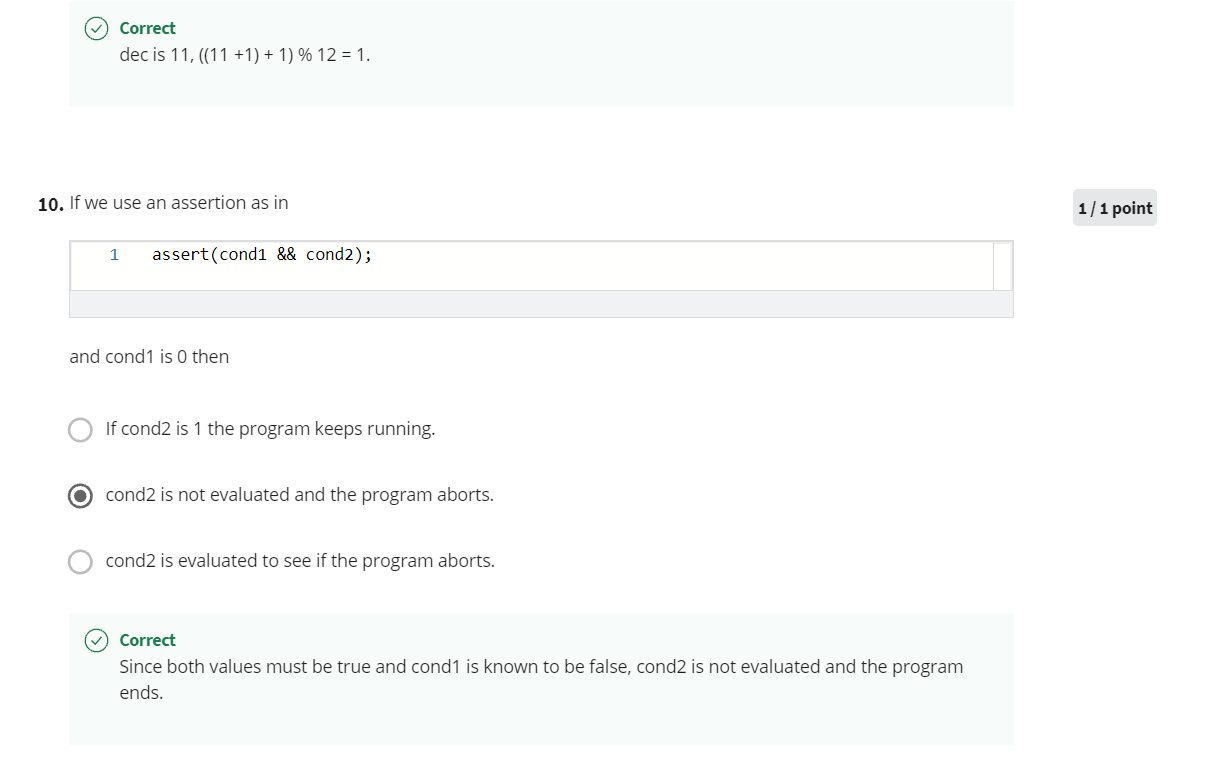 Correct
dec is 11, ((11 +1) + 1) % 12 = 1.
10. If we use an assertion as in
1 / 1 point
1 assert(cond1 && cond2);
and cond1 is 0 then
If cond2 is 1 the program keeps running.
cond2 is not evaluated and the program aborts.
cond2 is evaluated to see if the program aborts.
Correct
Since both values must be true and cond1 is known to be false, cond2 is not evaluated and the program
ends.